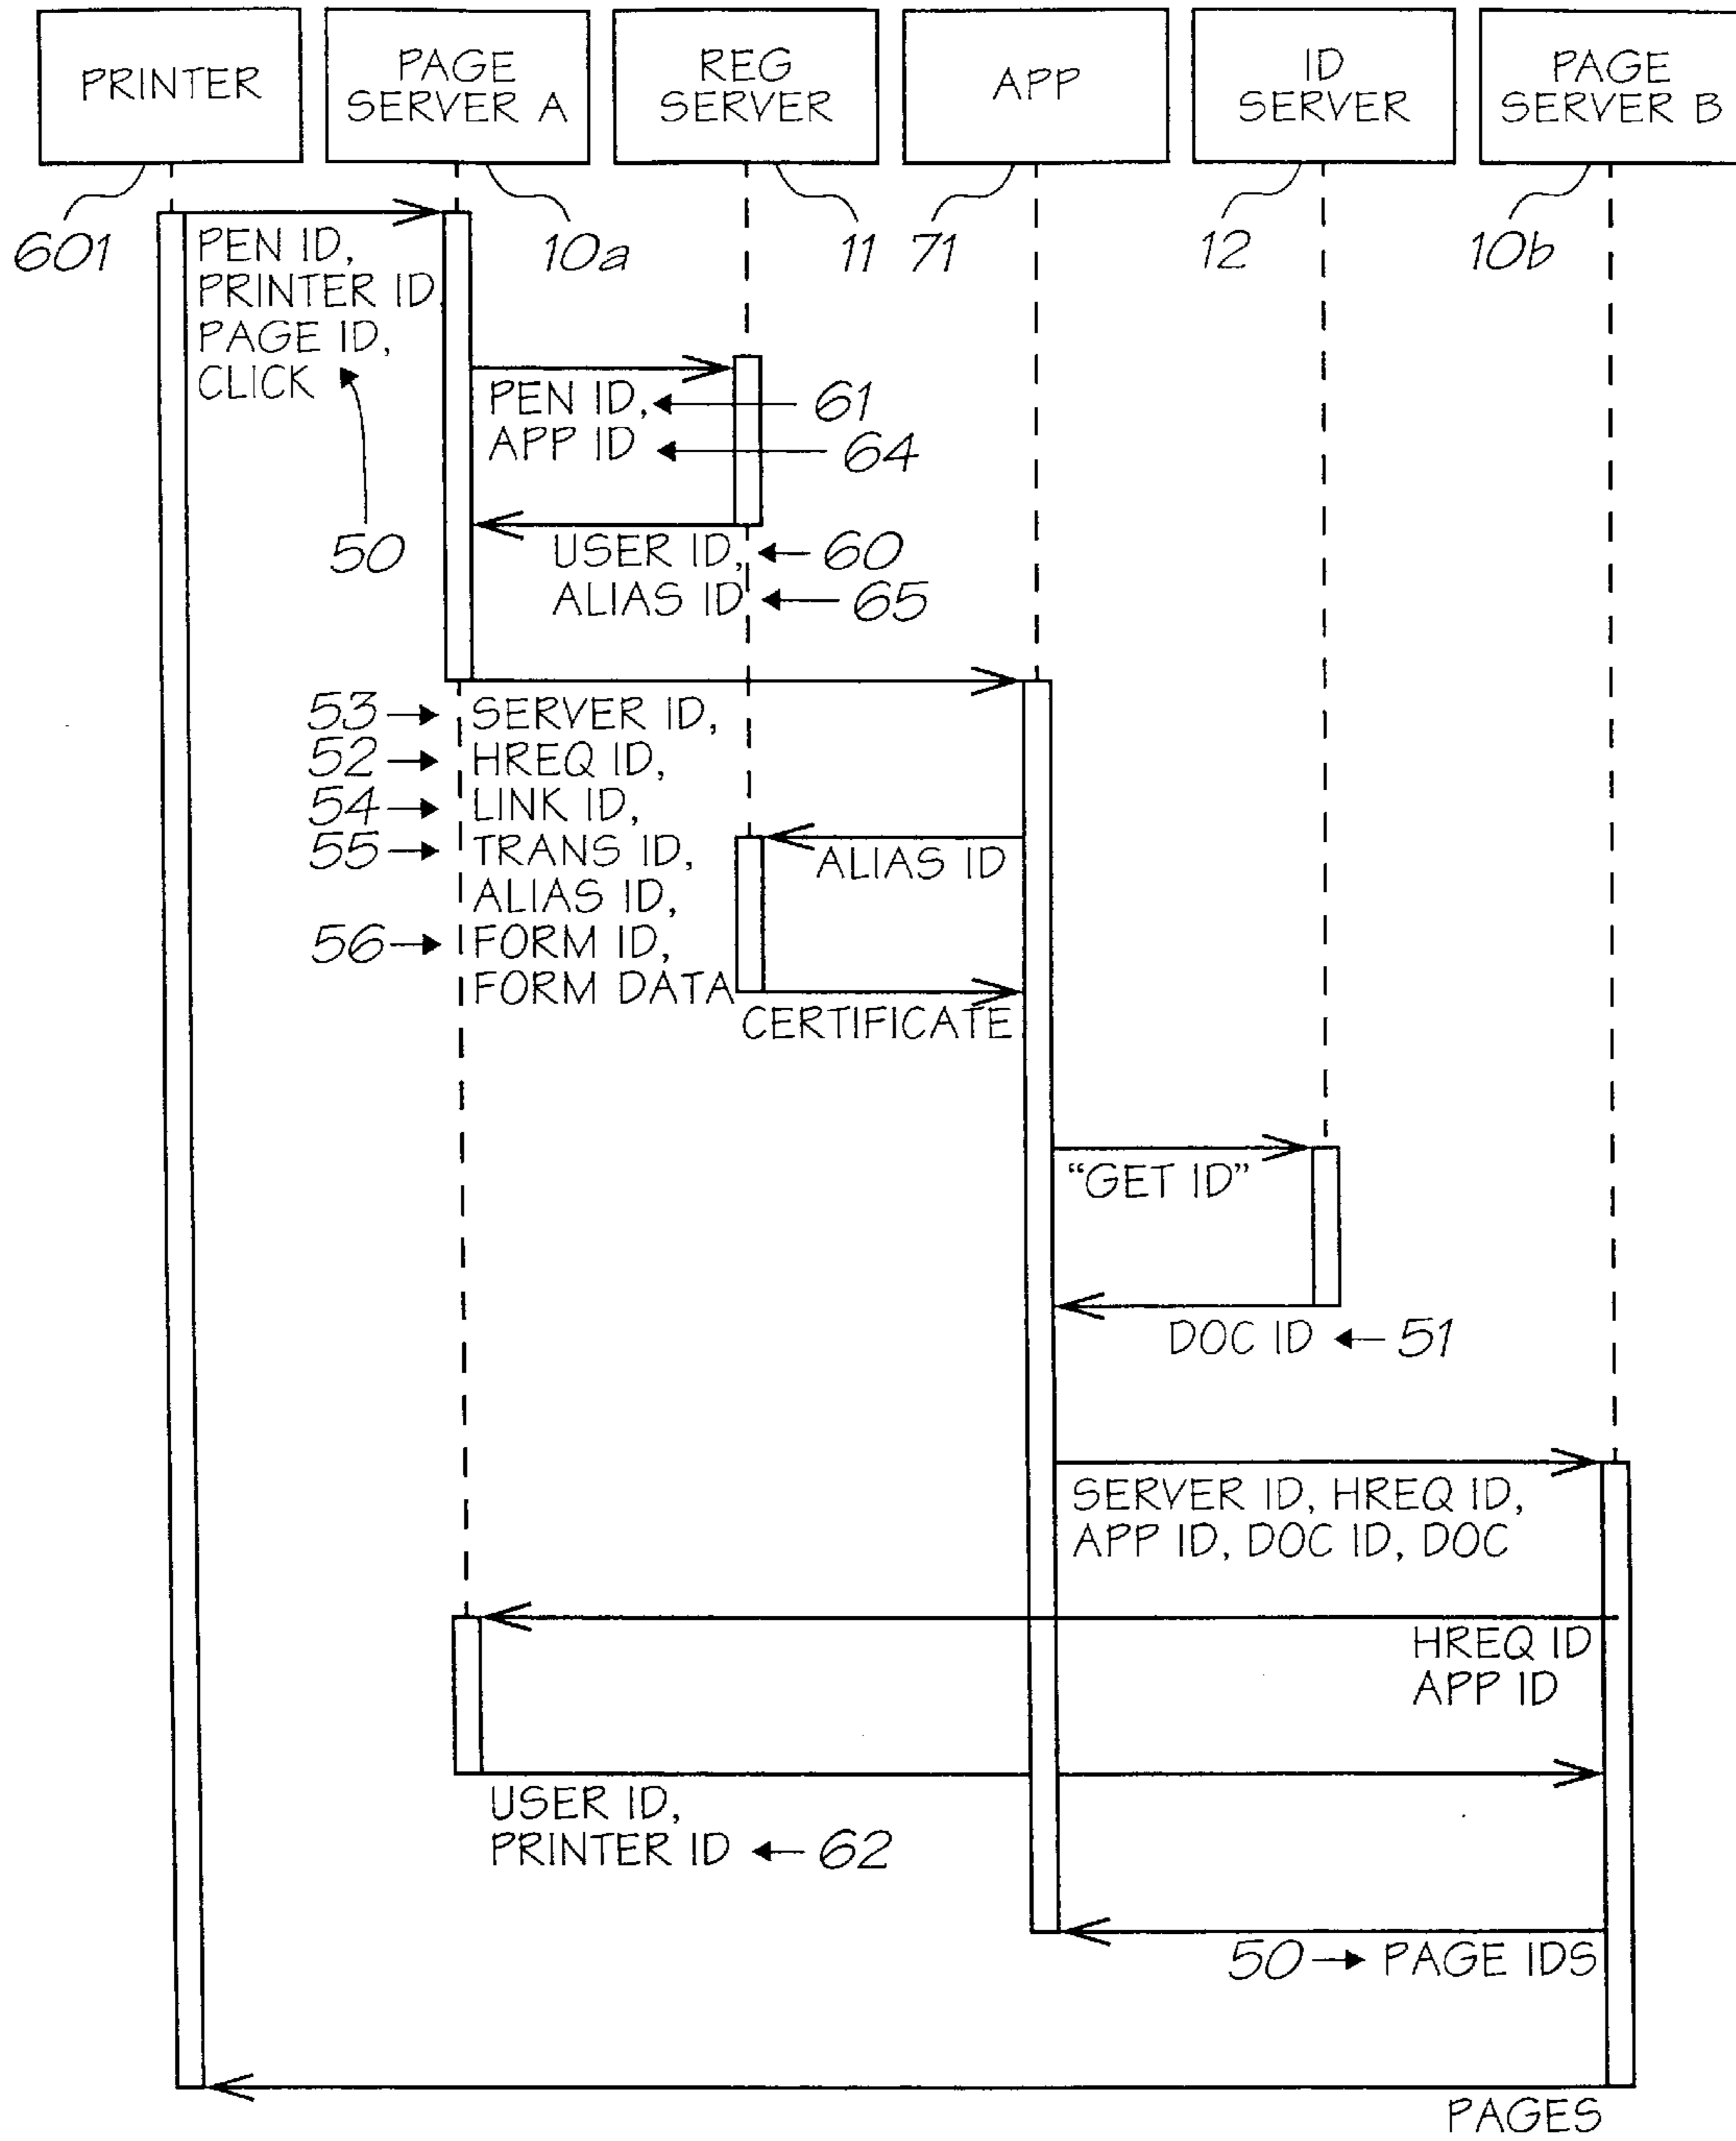 PRINTER
PAGE
SERVER A
REG
SERVER
APP
ID
SERVER
PAGE
SERVER B
601
10a
11
71
12
10b
PEN ID,
PRINTER ID
PAGE ID,
CLICK
50
PEN ID,
61
APP ID
64
USER ID,
60
ALIAS ID
65
53
SERVER ID,
52
HREQ ID,
54
LINK ID,
55
TRANS ID,
ALIAS ID,
56
FORM ID,
FORM DATA
ALIAS ID
CERTIFICATE
“GET ID”
DOC ID
51
SERVER ID, HREQ ID,
APP ID, DOC ID, DOC
HREQ ID
APP ID
USER ID,
PRINTER ID
62
50
PAGE IDS
PAGES